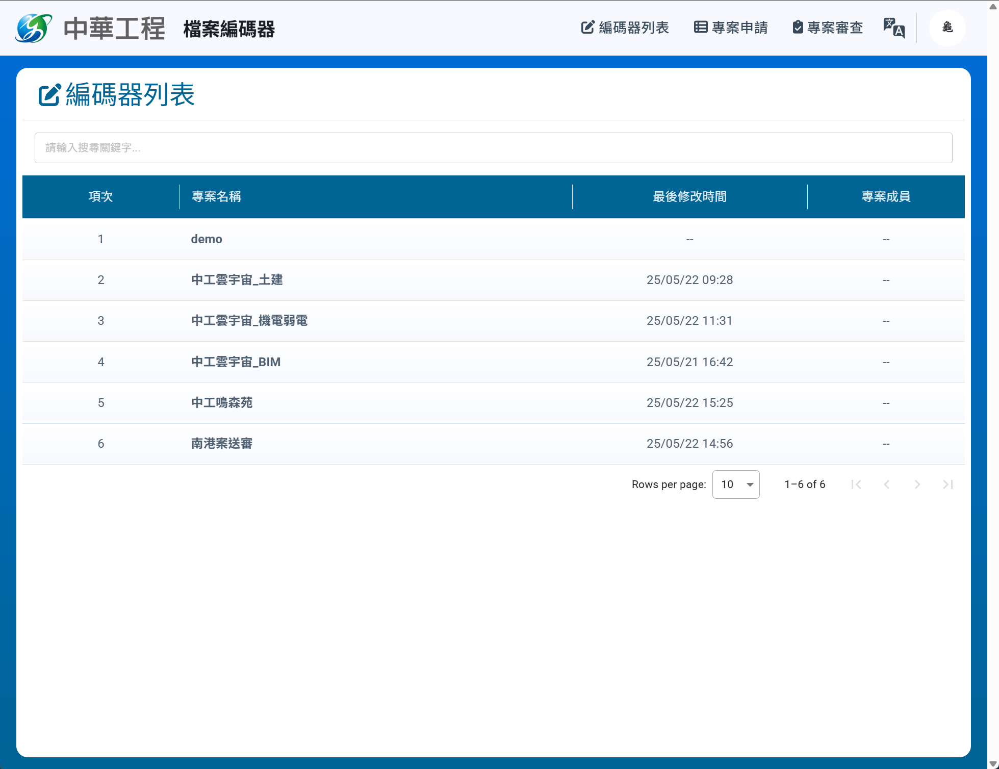 中華工程 檔案編碼器 編碼器列表 專案申請 專案審查 文A 龜
編碼器列表
請輸入搜尋關鍵字...
項次 專案名稱 最後修改時間 專案成員
1 demo -- --
2 中工雲宇宙_土建 25/05/22 09:28 --
3 中工雲宇宙_機電弱電 25/05/22 11:31 --
4 中工雲宇宙_BIM 25/05/21 16:42 --
5 中工鳴森苑 25/05/22 15:25 --
6 南港案送審 25/05/22 14:56 --
Rows per page: 10 1–6 of 6